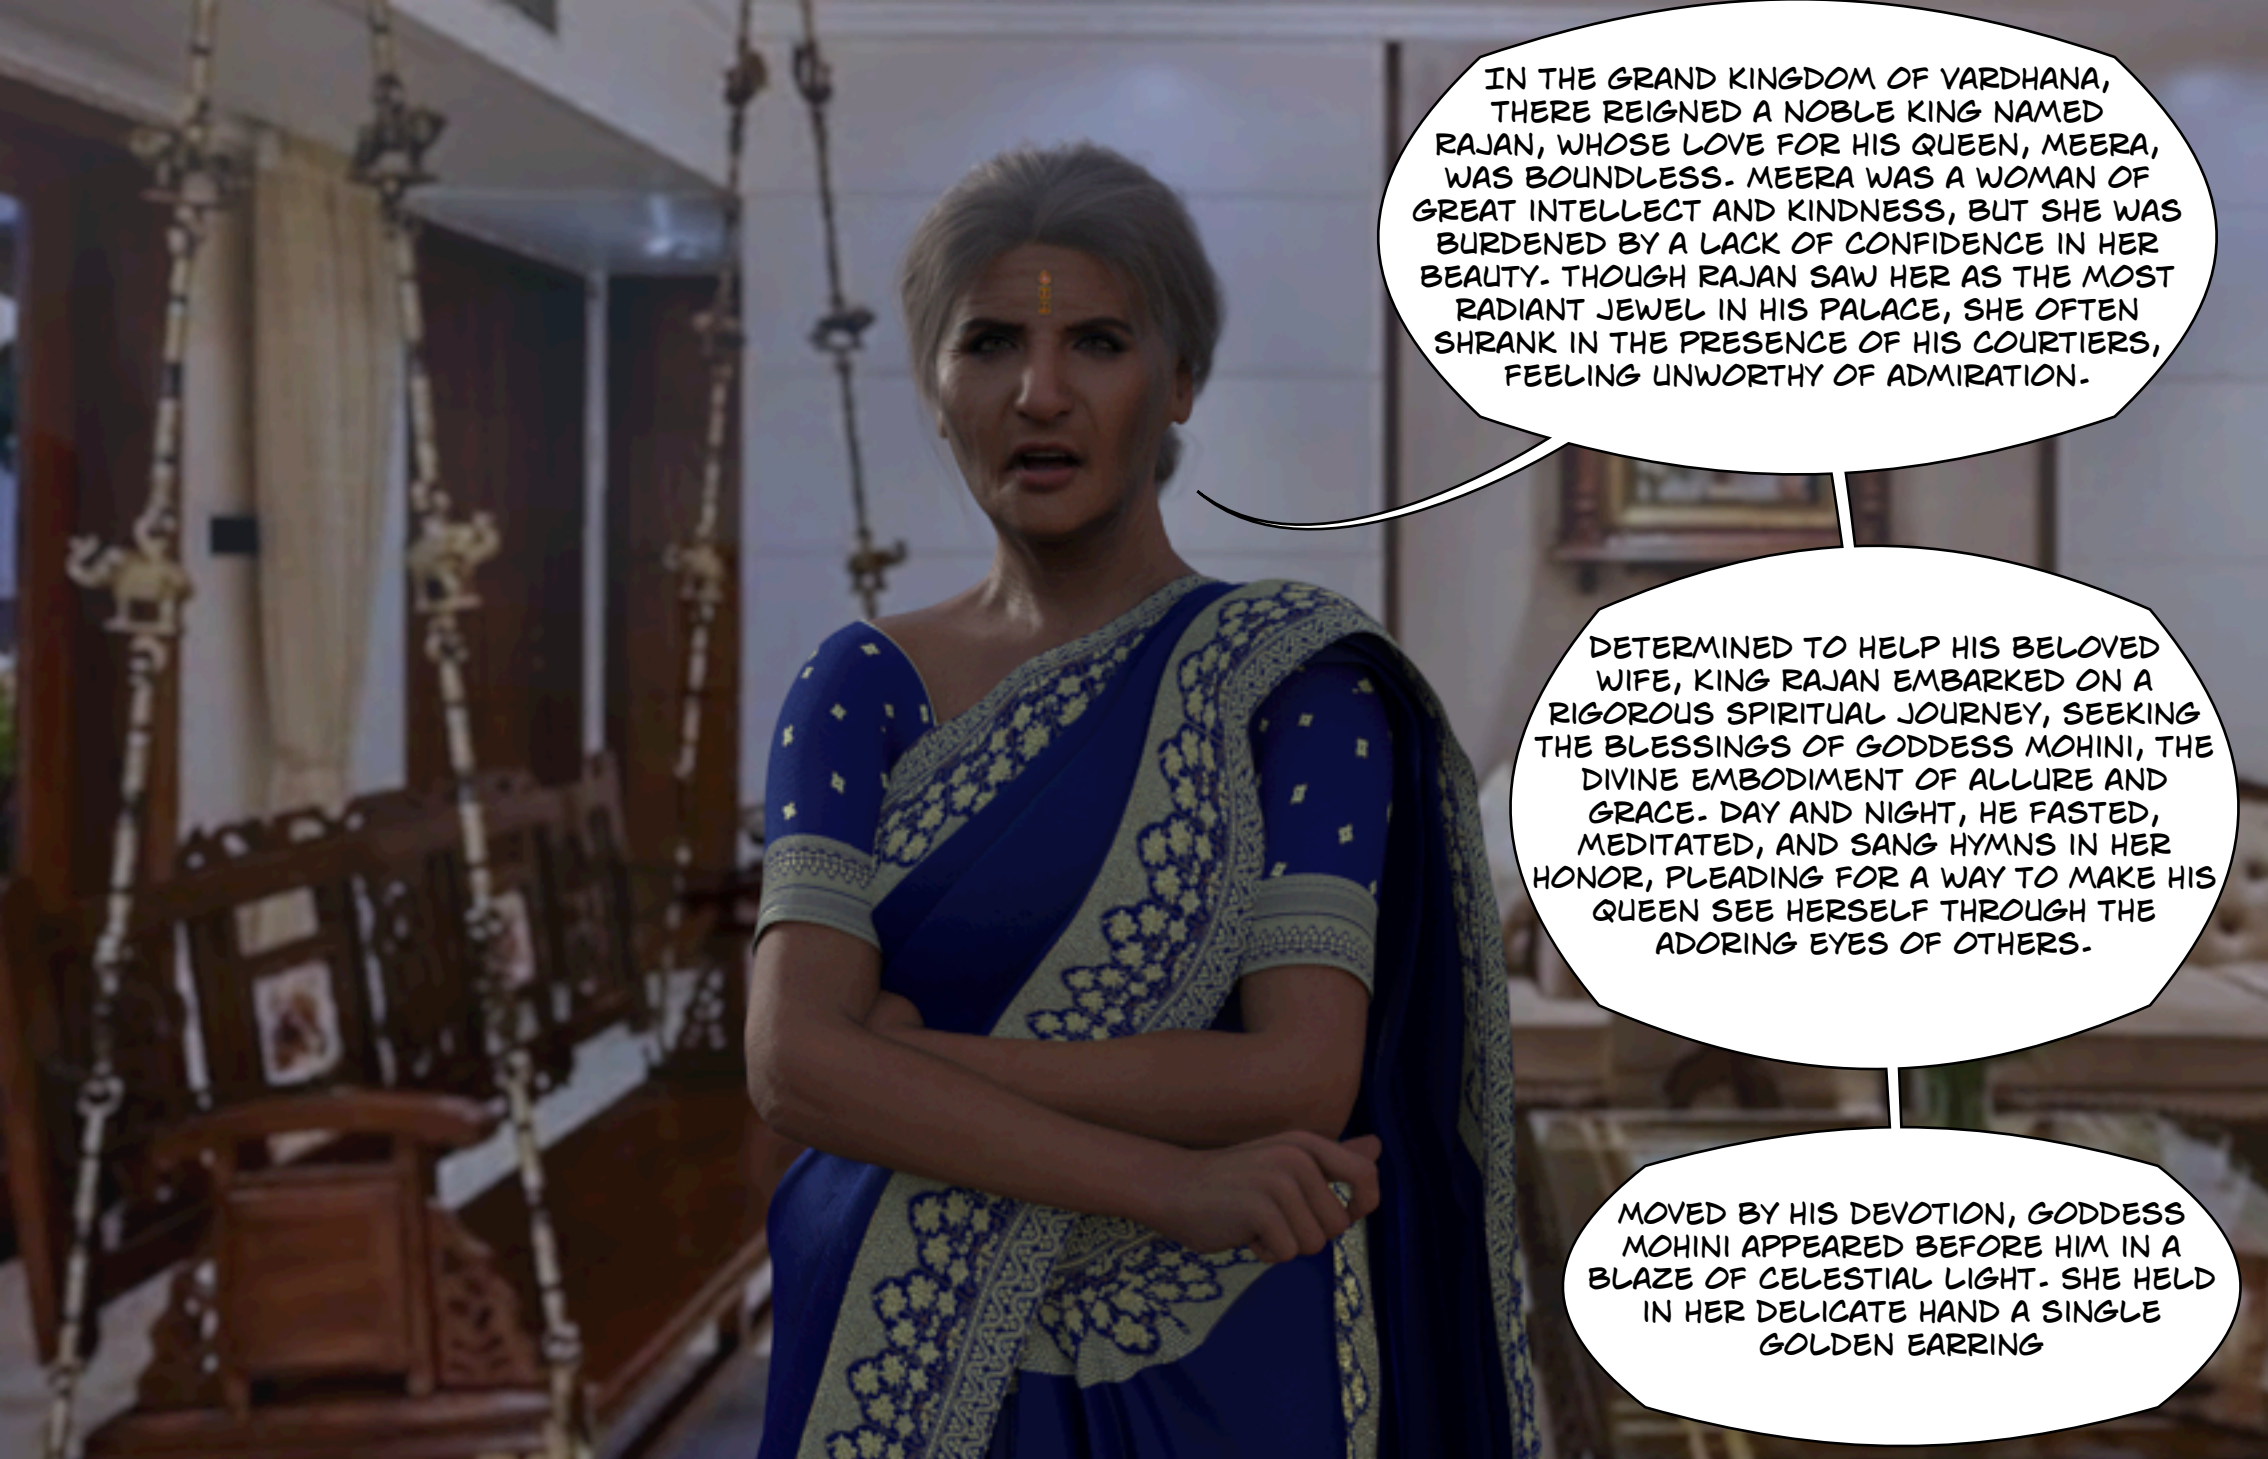 IN THE GRAND KINGDOM OF VARDHANA,
THERE REIGNED A NOBLE KING NAMED
RAJAN, WHOSE LOVE FOR HIS QUEEN, MEERA,
WAS BOUNDLESS. MEERA WAS A WOMAN OF
GREAT INTELLECT AND KINDNESS, BUT SHE WAS
BURDENED BY A LACK OF CONFIDENCE IN HER
BEAUTY. THOUGH RAJAN SAW HER AS THE MOST
RADIANT JEWEL IN HIS PALACE, SHE OFTEN
SHRANK IN THE PRESENCE OF HIS COURTIERS,
FEELING UNWORTHY OF ADMIRATION.
DETERMINED TO HELP HIS BELOVED
WIFE, KING RAJAN EMBARKED ON A
RIGOROUS SPIRITUAL JOURNEY, SEEKING
THE BLESSINGS OF GODDESS MOHINI, THE
DIVINE EMBODIMENT OF ALLURE AND
GRACE. DAY AND NIGHT, HE FASTED,
MEDITATED, AND SANG HYMNS IN HER
HONOR, PLEADING FOR A WAY TO MAKE HIS
QUEEN SEE HERSELF THROUGH THE
ADORING EYES OF OTHERS.
MOVED BY HIS DEVOTION, GODDESS
MOHINI APPEARED BEFORE HIM IN A
BLAZE OF CELESTIAL LIGHT. SHE HELD
IN HER DELICATE HAND A SINGLE
GOLDEN EARRING